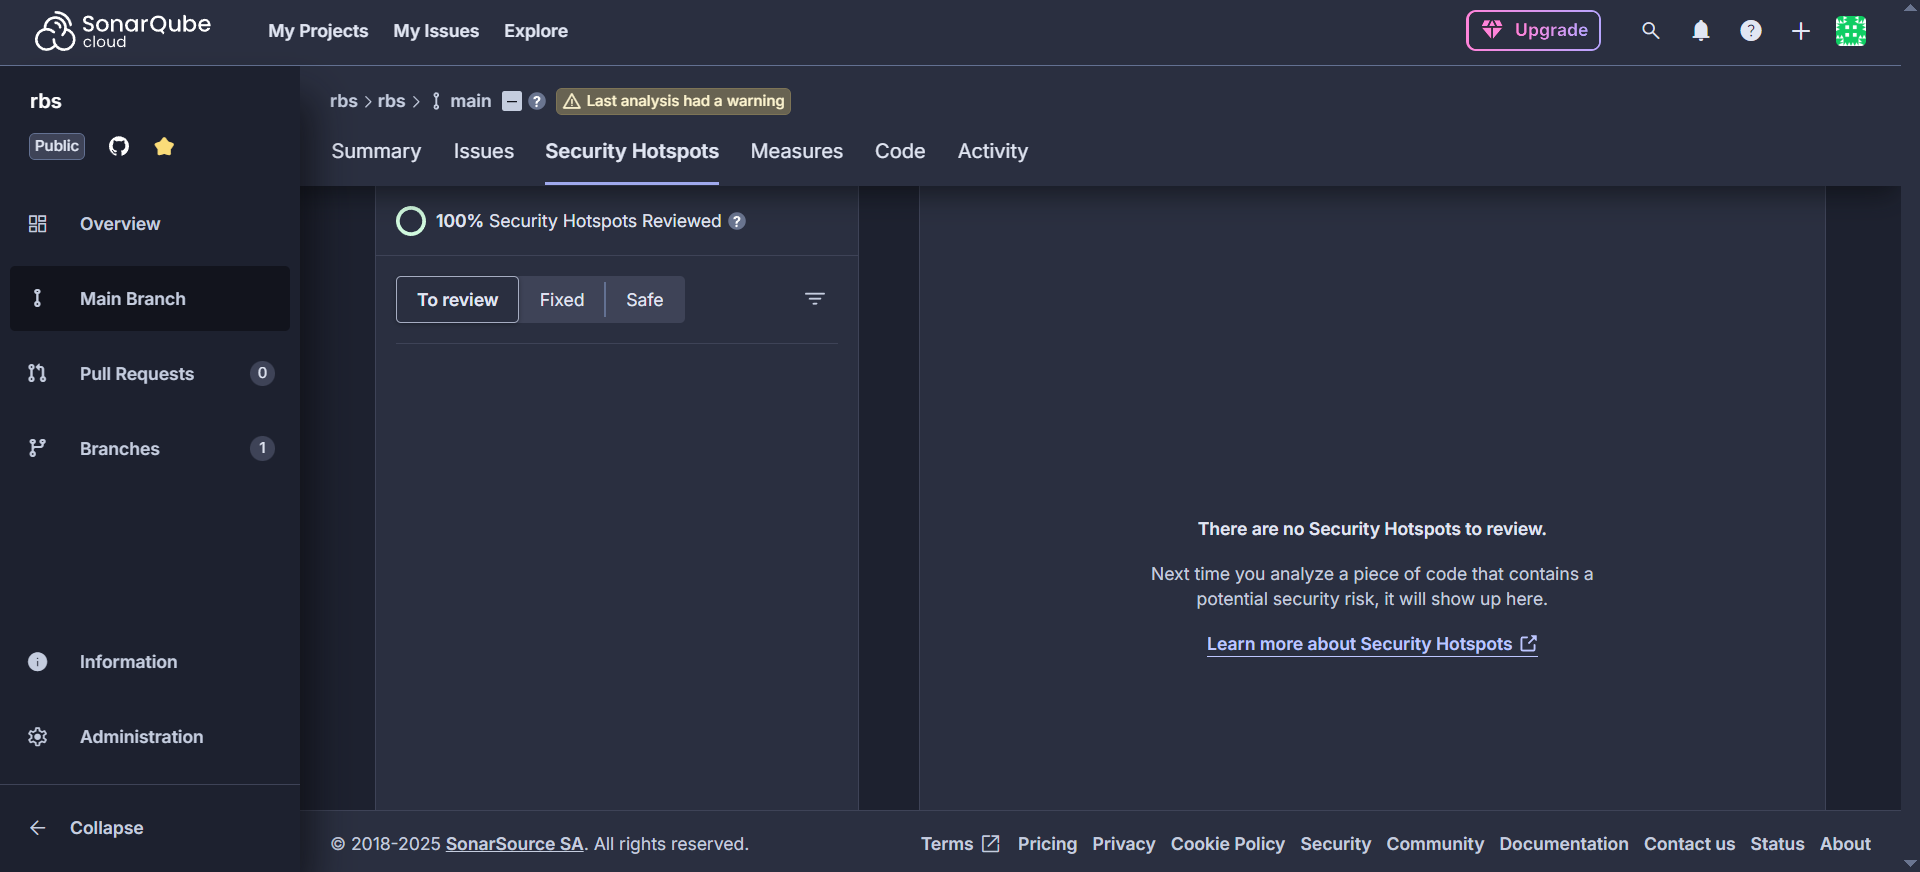 SonarQube cloud
My Projects My Issues Explore
Upgrade
rbs
Public
Overview
Main Branch
Pull Requests 0
Branches 1
Information
Administration
Collapse
rbs > rbs > main Last analysis had a warning
Summary Issues Security Hotspots Measures Code Activity
100% Security Hotspots Reviewed
To review Fixed Safe
There are no Security Hotspots to review.
Next time you analyze a piece of code that contains a
potential security risk, it will show up here.
Learn more about Security Hotspots
© 2018-2025 SonarSource SA. All rights reserved.
Terms Pricing Privacy Cookie Policy Security Community Documentation Contact us Status About